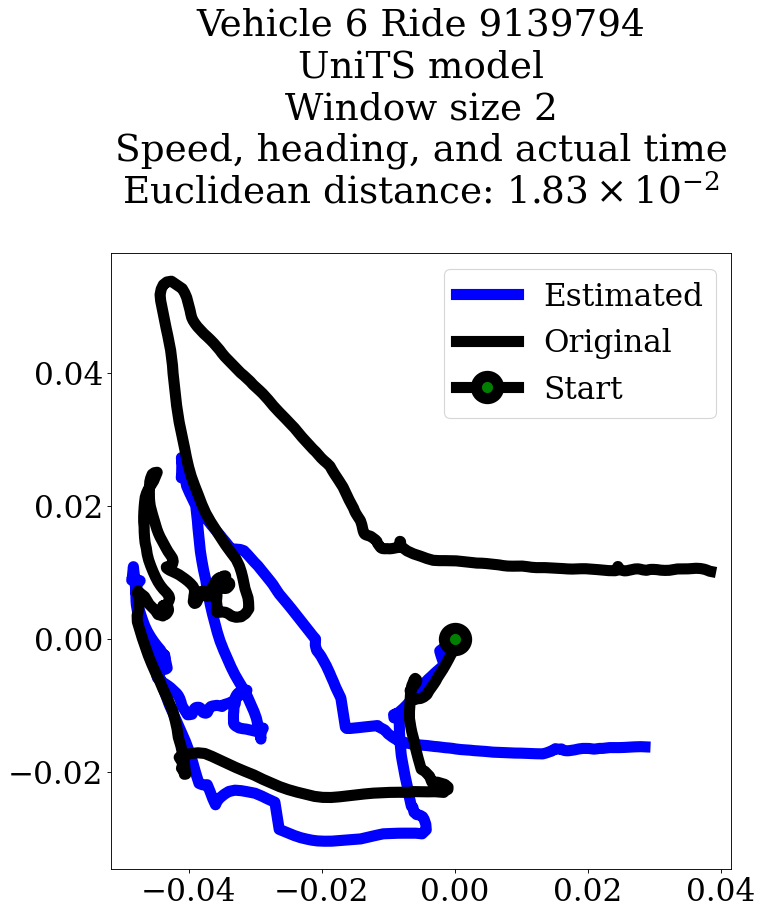 Vehicle 6 Ride 9139794
UniTS model
Window size 2
Speed, heading, and actual time
Euclidean distance: 1.83 × 10⁻²
Estimated
Original
Start
0.04
0.02
0.00
−0.02
−0.04 −0.02 0.00 0.02 0.04